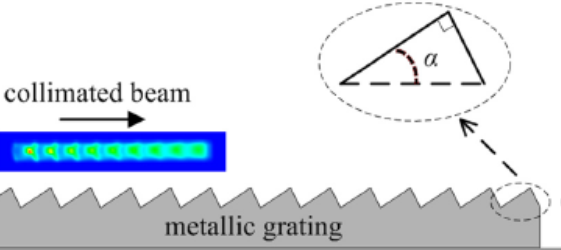 α
collimated beam
metallic grating